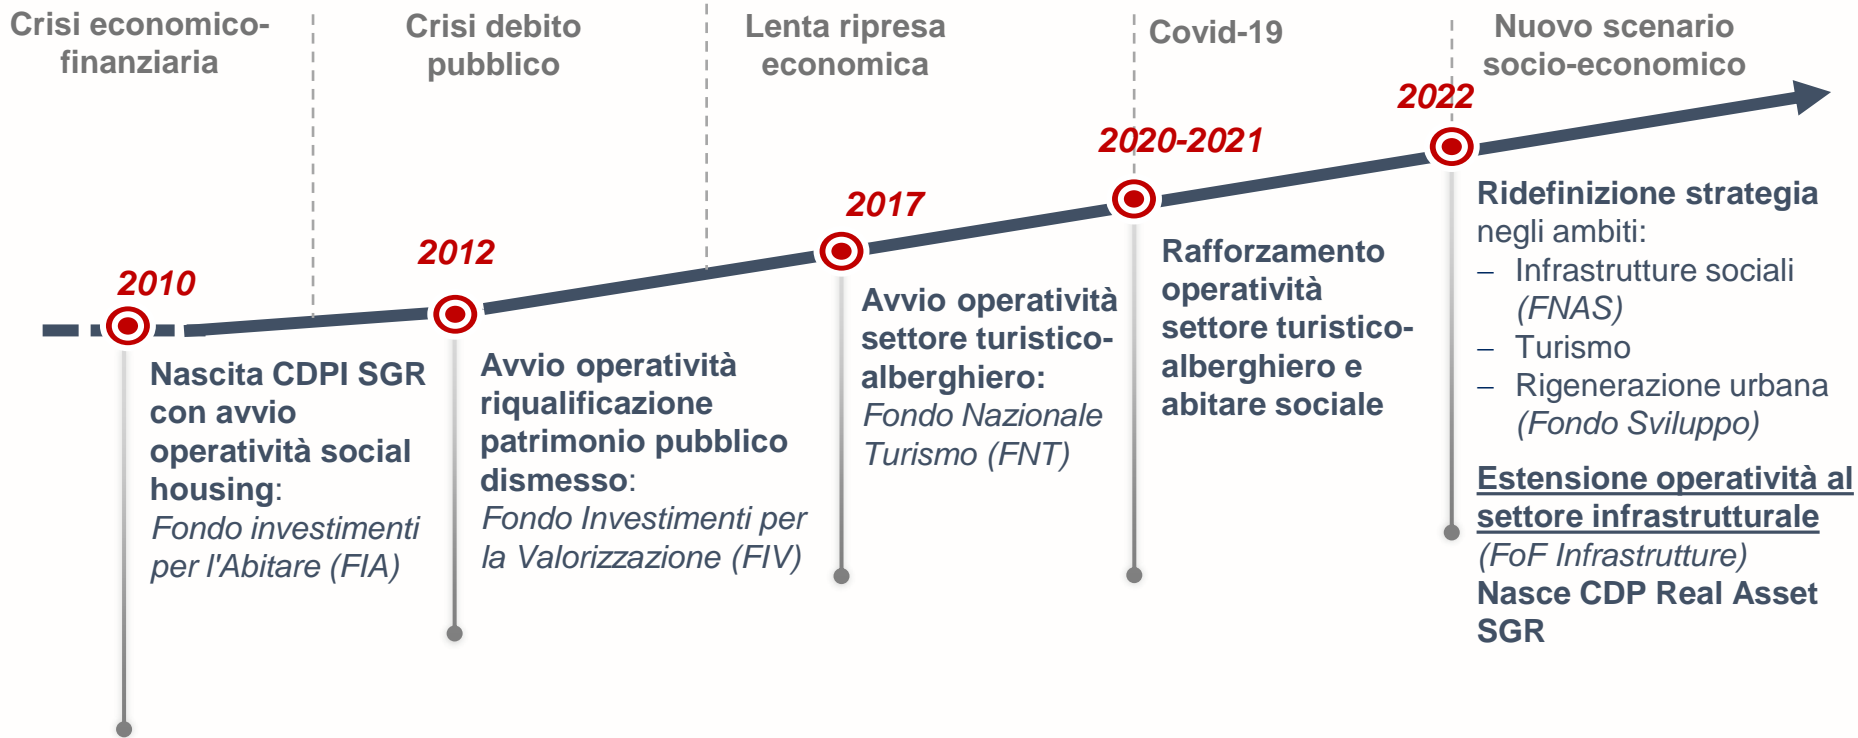 Crisi economico-
finanziaria
Crisi debito
pubblico
Lenta ripresa
economica
Covid-19
Nuovo scenario
socio-economico
2010
Nascita CDPI SGR
con avvio
operatività social
housing:
Fondo investimenti
per l'Abitare (FIA)
2012
Avvio operatività
riqualificazione
patrimonio pubblico
dismesso:
Fondo Investimenti per
la Valorizzazione (FIV)
2017
Avvio operatività
settore turistico-
alberghiero:
Fondo Nazionale
Turismo (FNT)
2020-2021
Rafforzamento
operatività
settore turistico-
alberghiero e
abitare sociale
2022
Ridefinizione strategia
negli ambiti:
– Infrastrutture sociali
(FNAS)
– Turismo
– Rigenerazione urbana
(Fondo Sviluppo)
Estensione operatività al
settore infrastrutturale
(FoF Infrastrutture)
Nasce CDP Real Asset
SGR